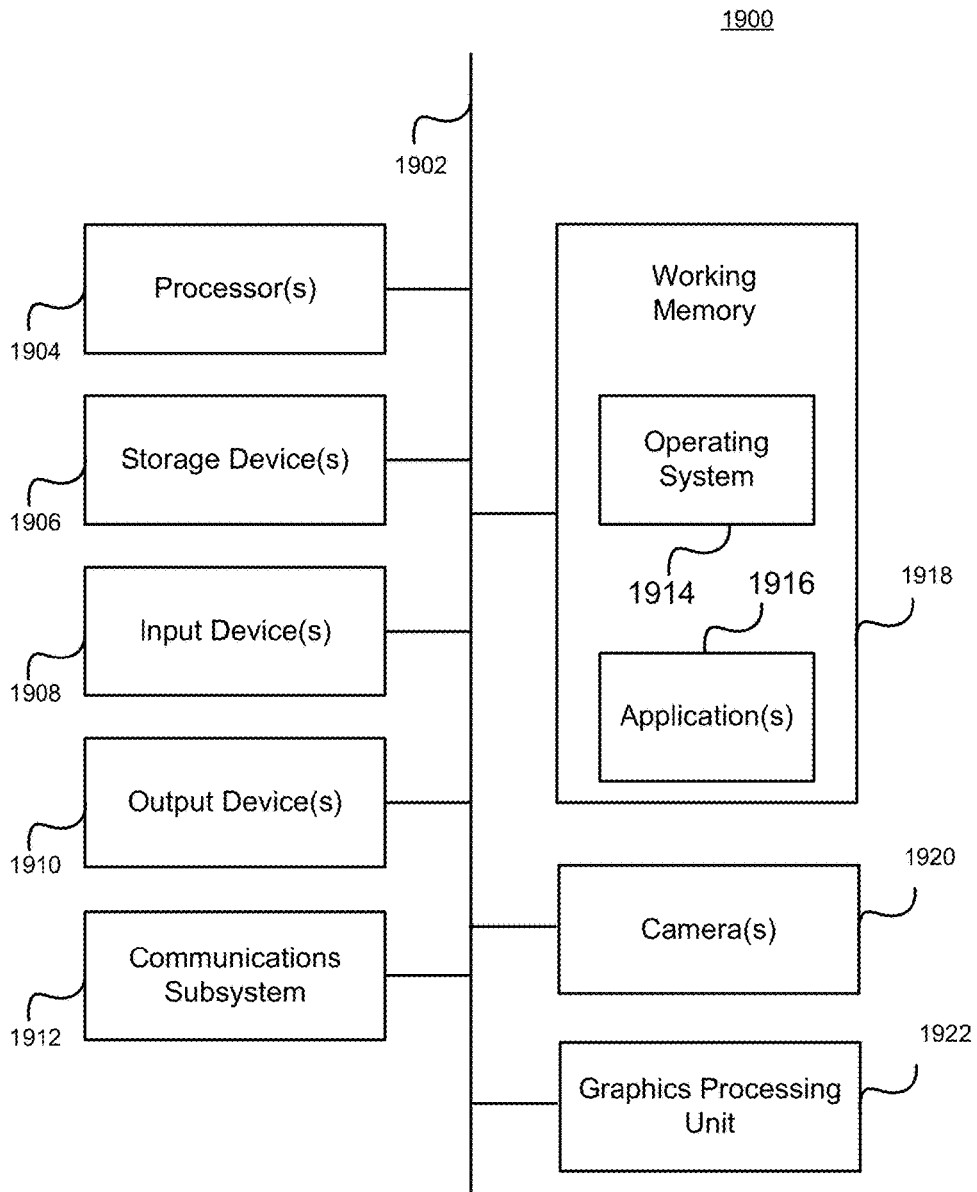 1900
1902
Processor(s)
1904
Storage Device(s)
1906
Input Device(s)
1908
Output Device(s)
1910
Communications
Subsystem
1912
Working
Memory
Operating
System
1914
1916
1918
Application(s)
1920
Camera(s)
1922
Graphics Processing
Unit